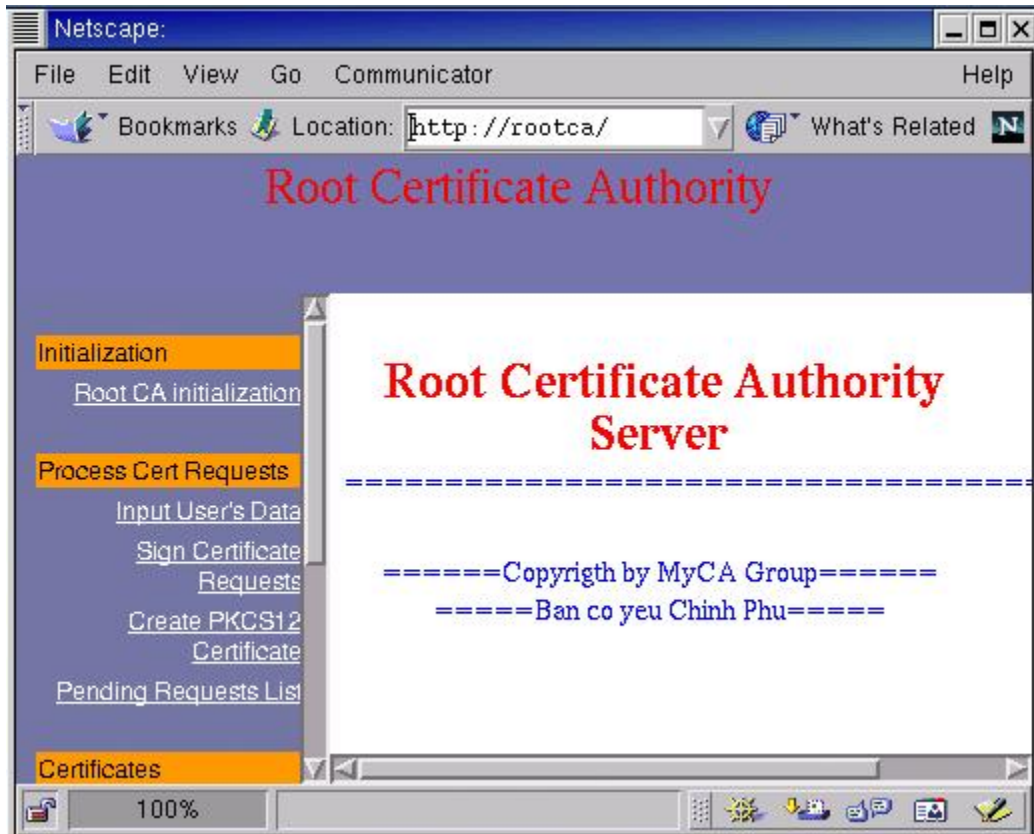 Netscape:
File Edit View Go Communicator Help
Bookmarks Location: http://rootca/ What's Related N
Root Certificate Authority
Initialization
Root CA initialization
Process Cert Requests
Input User's Data
Sign Certificate
Requests
Create PKCS12
Certificate
Pending Requests List
Certificates
Root Certificate Authority
Server
===================================
======Copyrigth by MyCA Group======
=====Ban co yeu Chinh Phu=====
100%